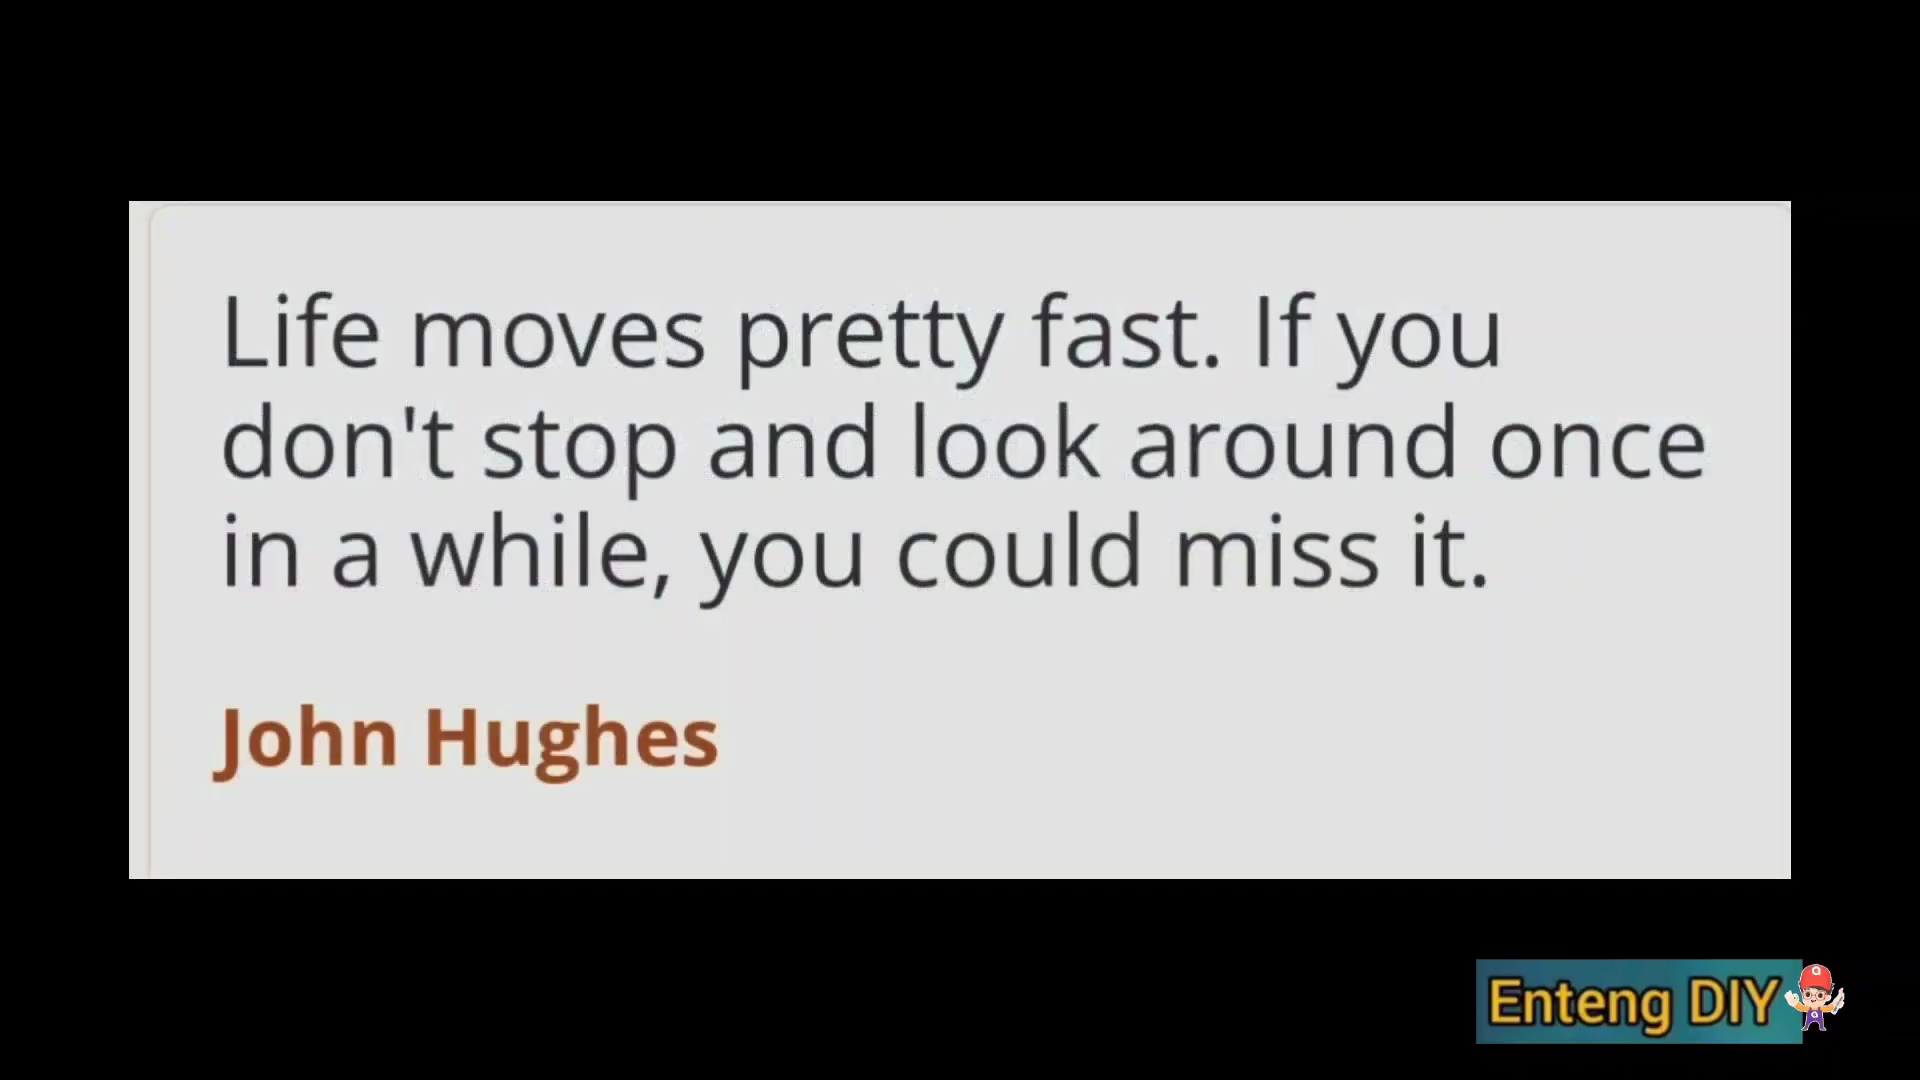 Life moves pretty fast. If you
don't stop and look around once
in a while, you could miss it.
John Hughes
Enteng DIY